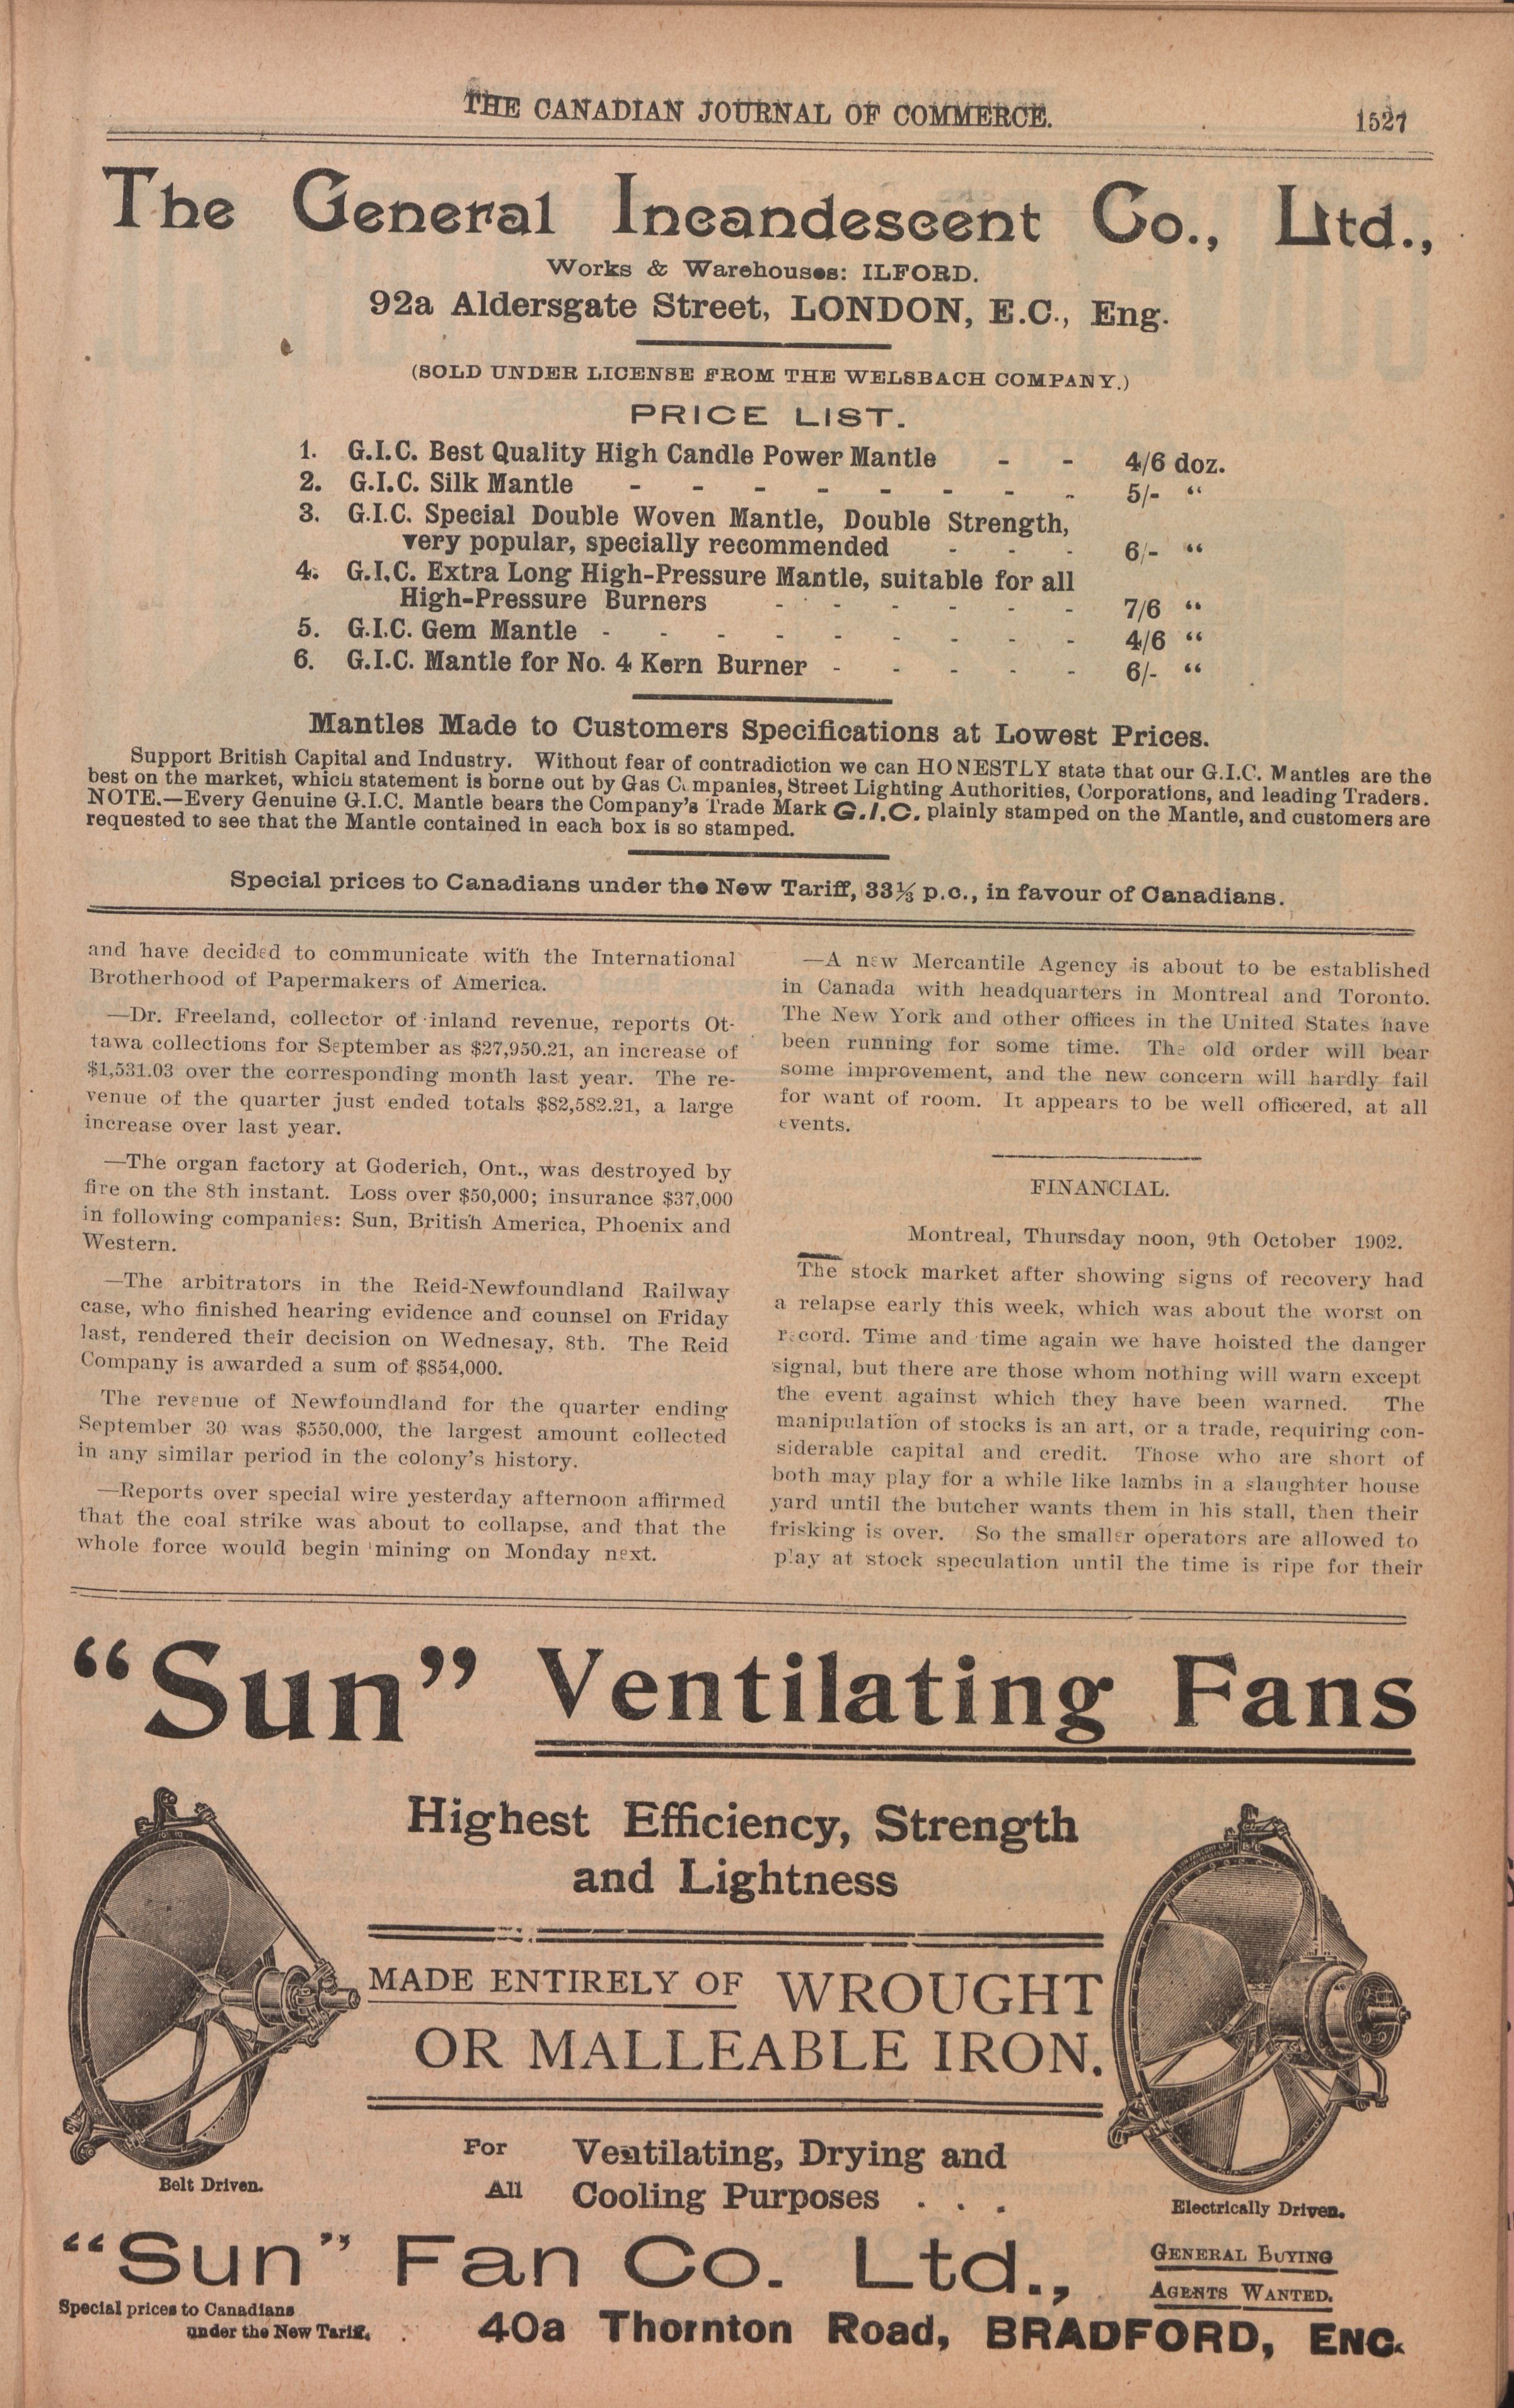 THE CANADIAN JOURNAL OF COMMERCE.
1527
The General Incandescent Co., Ltd.,
Works & Warehouses: ILFORD.
92a Aldersgate Street, LONDON, E.C., Eng.
(SOLD UNDER LICENSE FROM THE WELSBACH COMPANY.)
PRICE LIST.
1. G.I.C. Best Quality High Candle Power Mantle - - 4/6 doz.
2. G.I.C. Silk Mantle - - - - - - - - 5/- “
3. G.I.C. Special Double Woven Mantle, Double Strength,
very popular, specially recommended - - - 6/- “
4. G.I.C. Extra Long High-Pressure Mantle, suitable for all
High-Pressure Burners - - - - - - 7/6 “
5. G.I.C. Gem Mantle - - - - - - - - - 4/6 “
6. G.I.C. Mantle for No. 4 Kern Burner - - - - - 6/- “
Mantles Made to Customers Specifications at Lowest Prices.
Support British Capital and Industry. Without fear of contradiction we can HONESTLY state that our G.I.C. Mantles are the
best on the market, which statement is borne out by Gas Companies, Street Lighting Authorities, Corporations, and leading Traders.
NOTE.—Every Genuine G.I.C. Mantle bears the Company's Trade Mark G.I.C. plainly stamped on the Mantle, and customers are
requested to see that the Mantle contained in each box is so stamped.
Special prices to Canadians under the New Tariff, 33⅓ p.c., in favour of Canadians.
and have decided to communicate with the International
Brotherhood of Papermakers of America.
—Dr. Freeland, collector of inland revenue, reports Ot-
tawa collections for September as $27,950.21, an increase of
$1,531.03 over the corresponding month last year. The re-
venue of the quarter just ended totals $82,582.21, a large
increase over last year.
—The organ factory at Goderich, Ont., was destroyed by
fire on the 8th instant. Loss over $50,000; insurance $37,000
in following companies: Sun, British America, Phoenix and
Western.
—The arbitrators in the Reid-Newfoundland Railway
case, who finished hearing evidence and counsel on Friday
last, rendered their decision on Wednesay, 8th. The Reid
Company is awarded a sum of $854,000.
The revenue of Newfoundland for the quarter ending
September 30 was $550,000, the largest amount collected
in any similar period in the colony's history.
—Reports over special wire yesterday afternoon affirmed
that the coal strike was about to collapse, and that the
whole force would begin mining on Monday next.
—A new Mercantile Agency is about to be established
in Canada with headquarters in Montreal and Toronto.
The New York and other offices in the United States have
been running for some time. The old order will bear
some improvement, and the new concern will hardly fail
for want of room. It appears to be well officered, at all
events.
FINANCIAL.
Montreal, Thursday noon, 9th October 1902.
The stock market after showing signs of recovery had
a relapse early this week, which was about the worst on
record. Time and time again we have hoisted the danger
signal, but there are those whom nothing will warn except
the event against which they have been warned. The
manipulation of stocks is an art, or a trade, requiring con-
siderable capital and credit. Those who are short of
both may play for a while like lambs in a slaughter house
yard until the butcher wants them in his stall, then their
frisking is over. So the smaller operators are allowed to
play at stock speculation until the time is ripe for their
“Sun” Ventilating Fans
Highest Efficiency, Strength
and Lightness
MADE ENTIRELY OF WROUGHT
OR MALLEABLE IRON.
For All Ventilating, Drying and
Cooling Purposes . . .
Belt Driven.
Electrically Driven.
“Sun” Fan Co. Ltd.,
GENERAL BUYING
AGENTS WANTED.
Special prices to Canadians
under the New Tariff.
40a Thornton Road, BRADFORD, ENG.